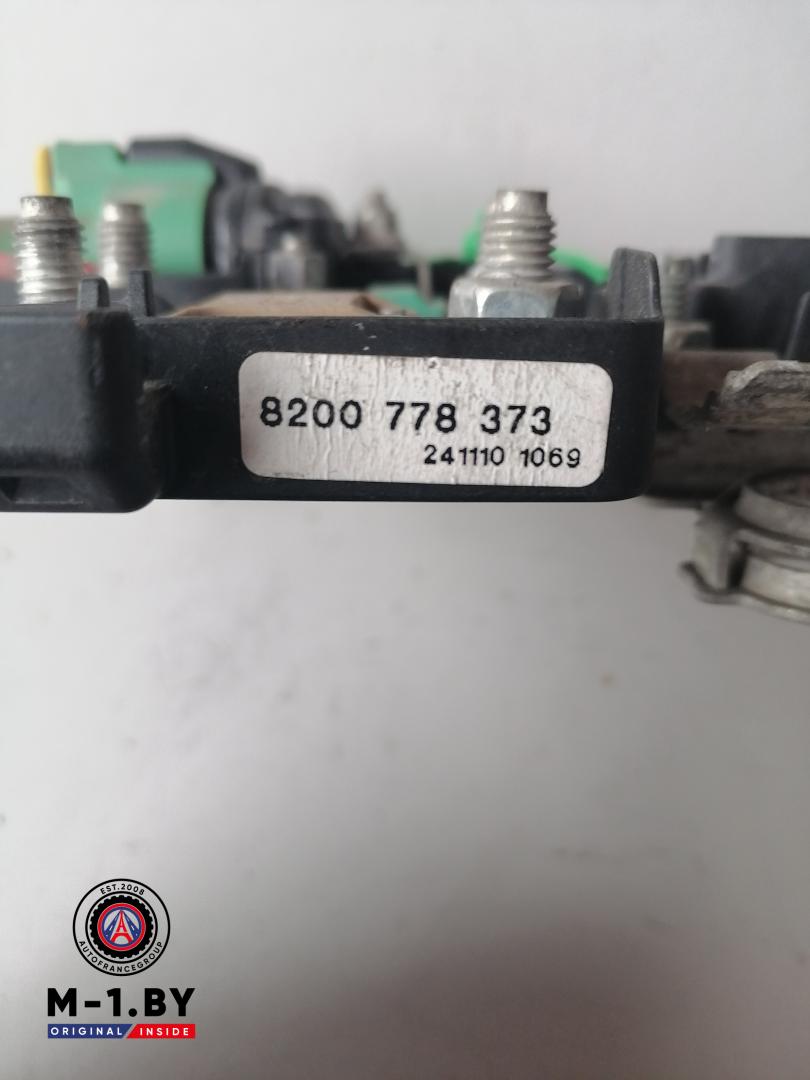 8200 778 373
241110 1069
EST.2008
AUTOFRANCEGROUP
M-1.BY
ORIGINAL INSIDE